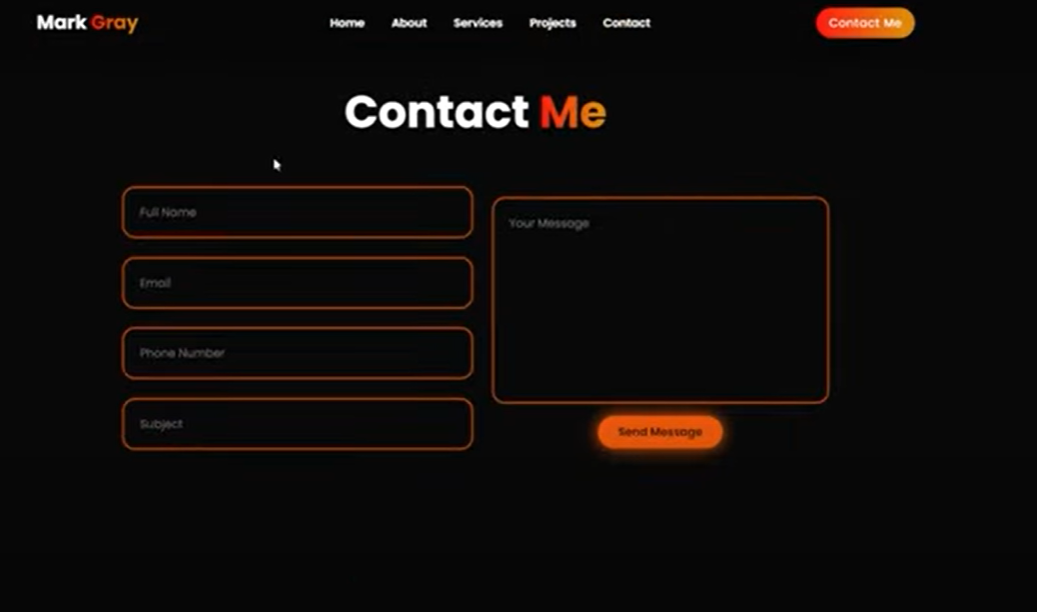 Mark Gray
Home About Services Projects Contact
Contact Me
Contact Me
Full Name
Email
Phone Number
Subject
Your Message
Send Message